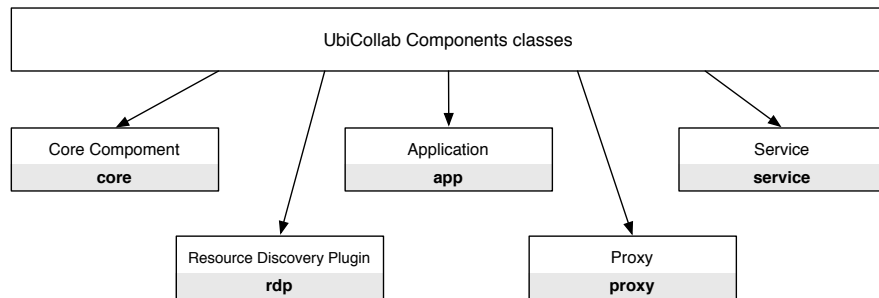 UbiCollab Components classes
Core Compoment
core
Application
app
Service
service
Resource Discovery Plugin
rdp
Proxy
proxy